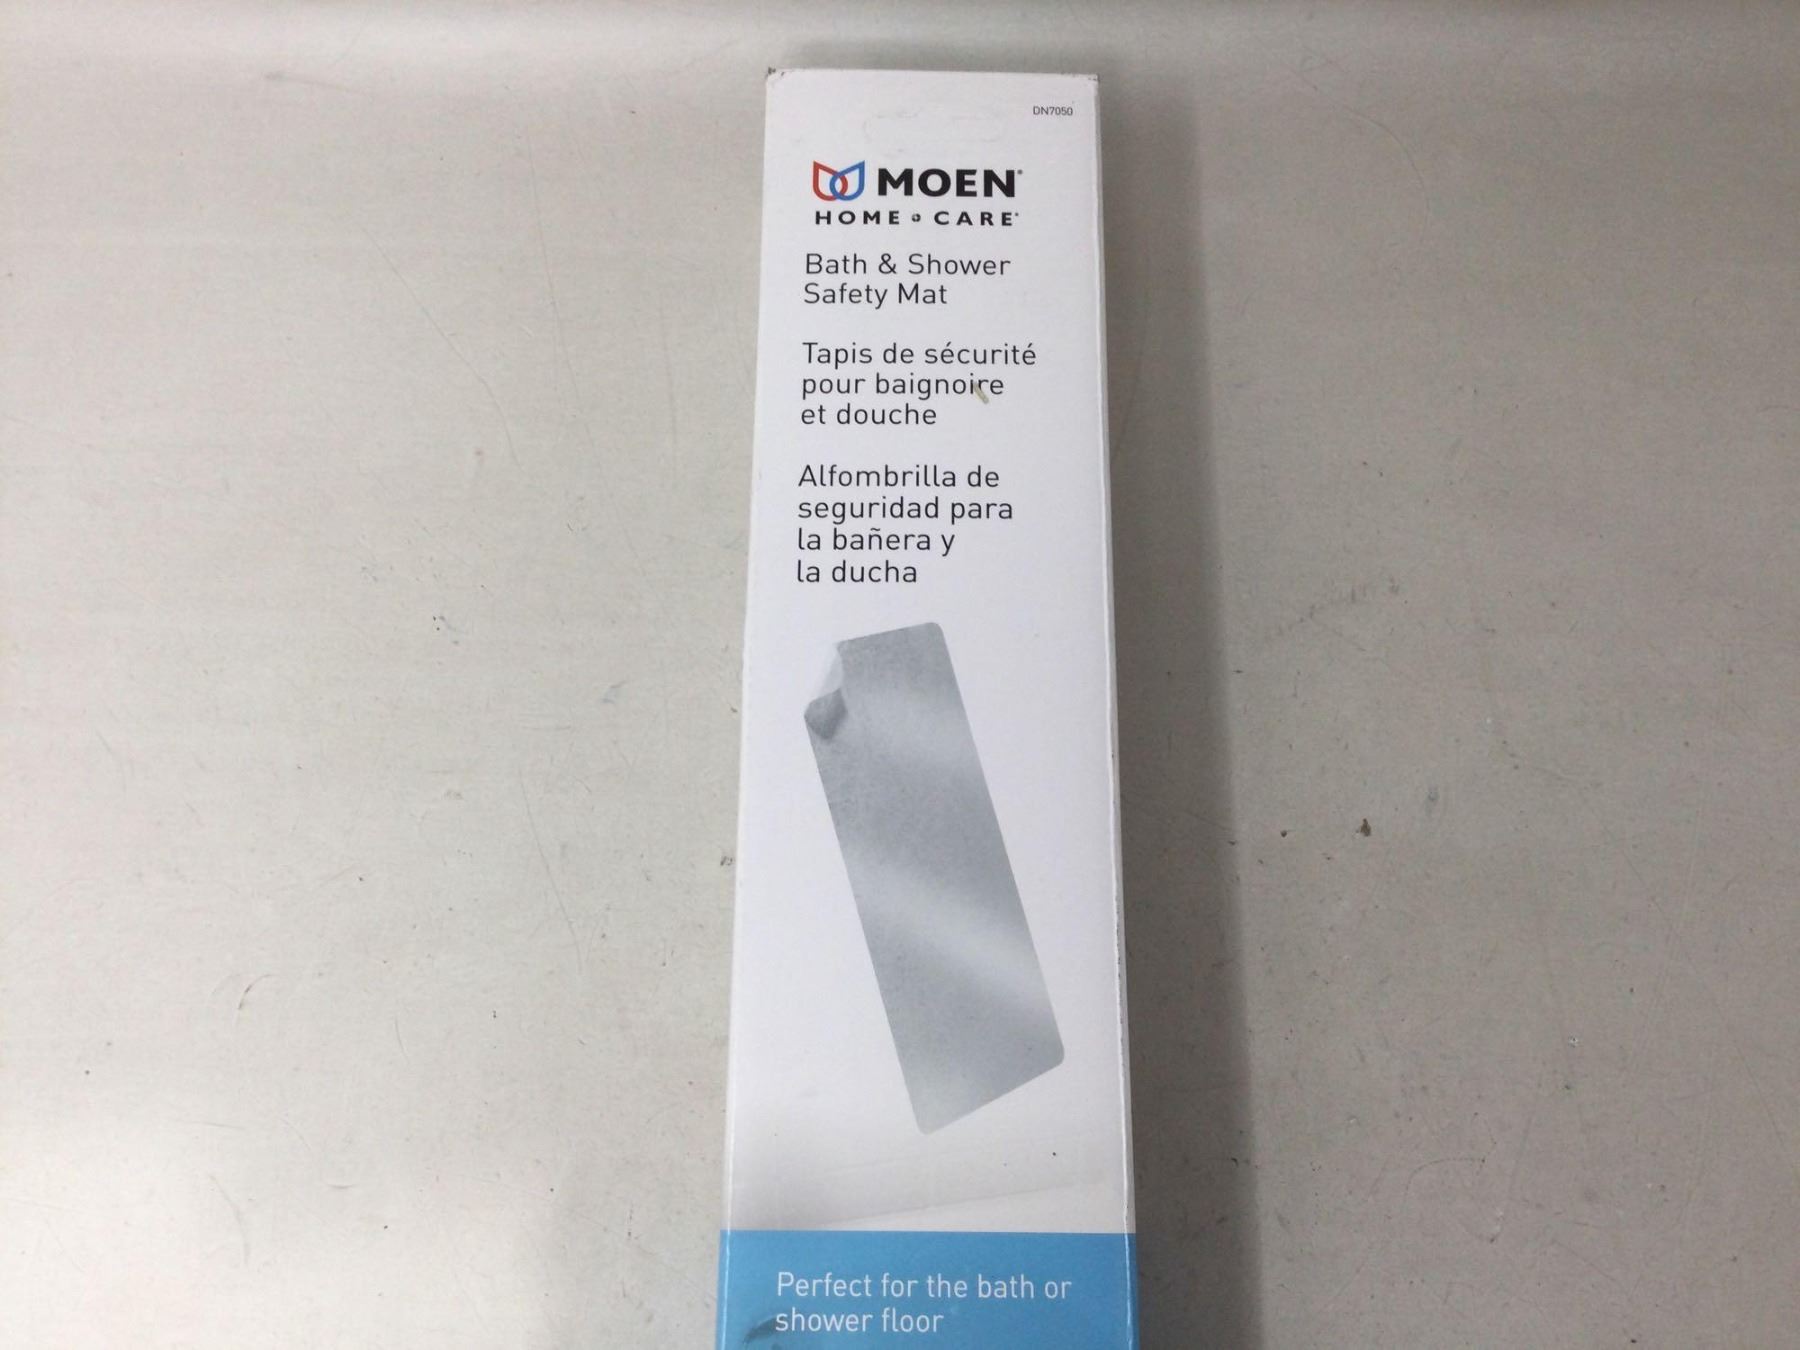 DN7050
MOEN®
HOME CARE®
Bath & Shower
Safety Mat
Tapis de sécurité
pour baignoire
et douche
Alfombrilla de
seguridad para
la bañera y
la ducha
Perfect for the bath or
shower floor